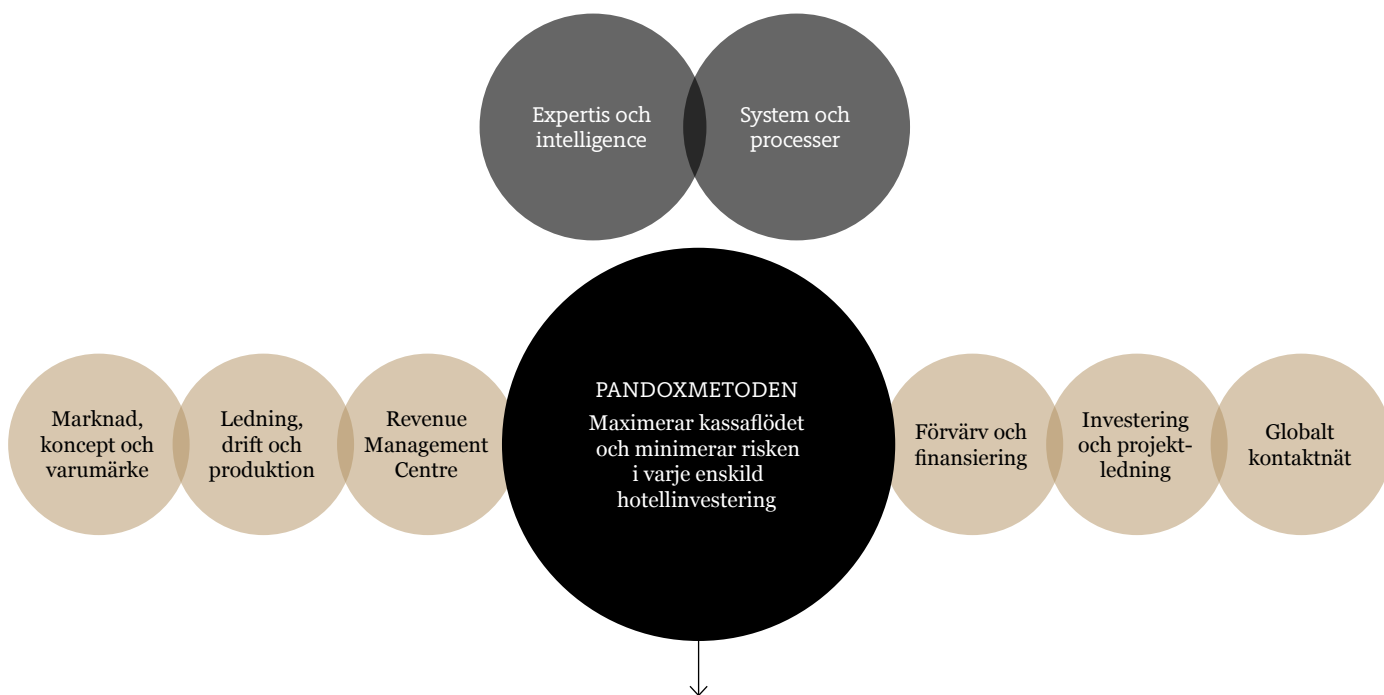 Expertis och
intelligence
System och
processer
Marknad,
koncept och
varumärke
Ledning,
drift och
produktion
Revenue
Management
Centre
PANDOXMETODEN
Maximerar kassaflödet
och minimerar risken
i varje enskild
hotellinvestering
Förvärv och
finansiering
Investering
och projekt-
ledning
Globalt
kontaktnät